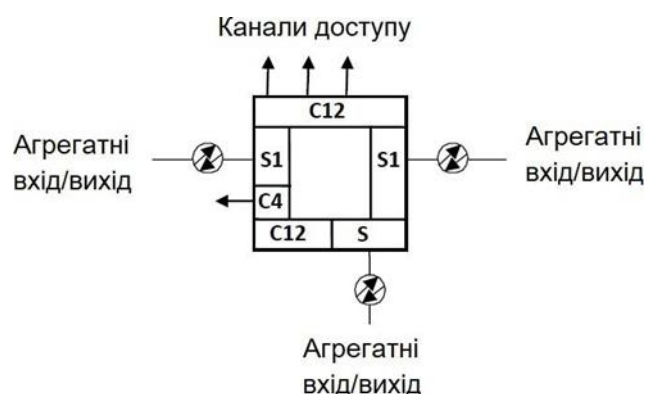 Канали доступу
C12
Агрегатні
вхід/вихід
S1
S1
Агрегатні
вхід/вихід
C4
C12
S
Агрегатні
вхід/вихід